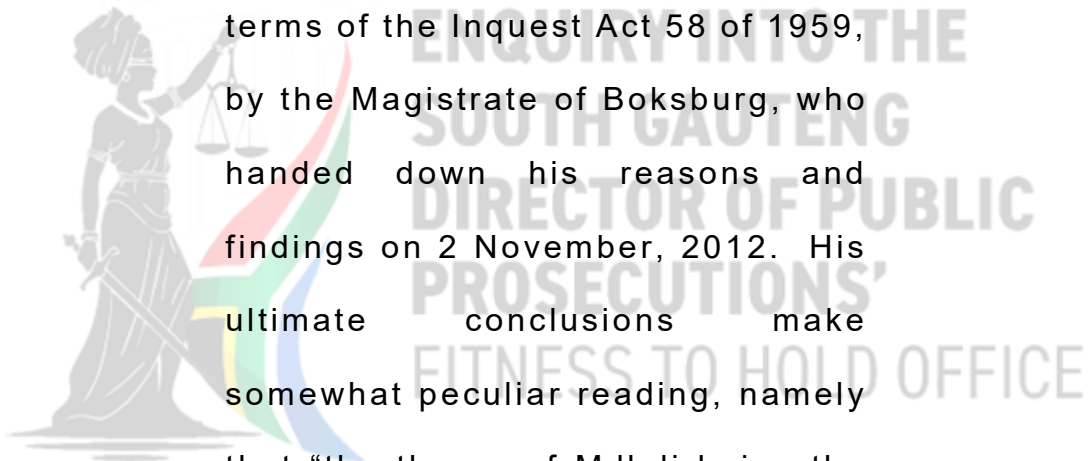 terms of the Inquest Act 58 of 1959,
by the Magistrate of Boksburg, who
handed down his reasons and
findings on 2 November, 2012. His
ultimate conclusions make
somewhat peculiar reading, namely
ENQUIRY INTO THE
SOUTH GAUTENG
DIRECTOR OF PUBLIC
PROSECUTIONS'
FITNESS TO HOLD OFFICE